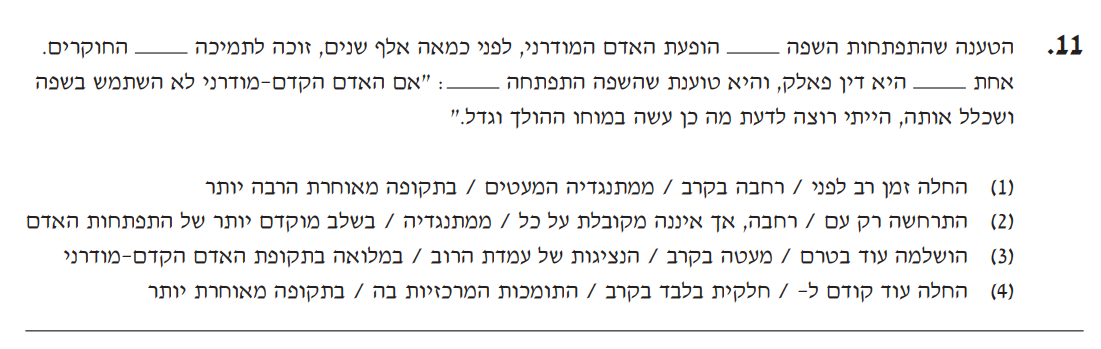 11. הטענה שהתפתחות השפה _____ הופעת האדם המודרני, לפני כמאה אלף שנים, זוכה לתמיכה _____ החוקרים.
אחת _____ היא דין פאלק, והיא טוענת שהשפה התפתחה _____: "אם האדם הקדם-מודרני לא השתמש בשפה
ושכלל אותה, הייתי רוצה לדעת מה כן עשה במוחו ההולך וגדל."
(1) החלה זמן רב לפני / רחבה בקרב / ממתנגדיה המעטים / בתקופה מאוחרת הרבה יותר
(2) התרחשה רק עם / רחבה, אך איננה מקובלת על כל / ממתנגדיה / בשלב מוקדם יותר של התפתחות האדם
(3) הושלמה עוד בטרם / מעטה בקרב / הנציגות של עמדת הרוב / במלואה בתקופת האדם הקדם-מודרני
(4) החלה עוד קודם ל- / חלקית בלבד בקרב / התומכות המרכזיות בה / בתקופה מאוחרת יותר